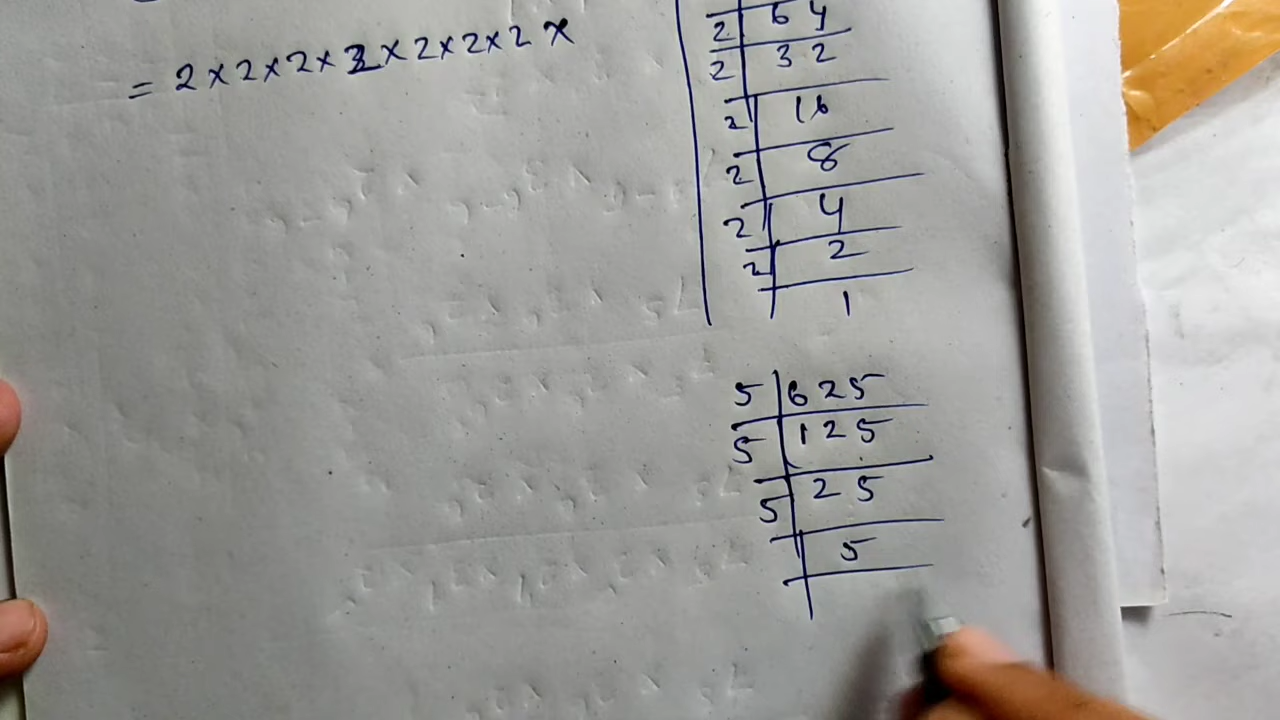 = 2 × 2 × 2 × 2 × 2 × 2 × 2 ×
2 | 64
2 | 32
2 | 16
2 | 8
2 | 4
2 | 2
1
5 | 625
5 | 125
5 | 25
5